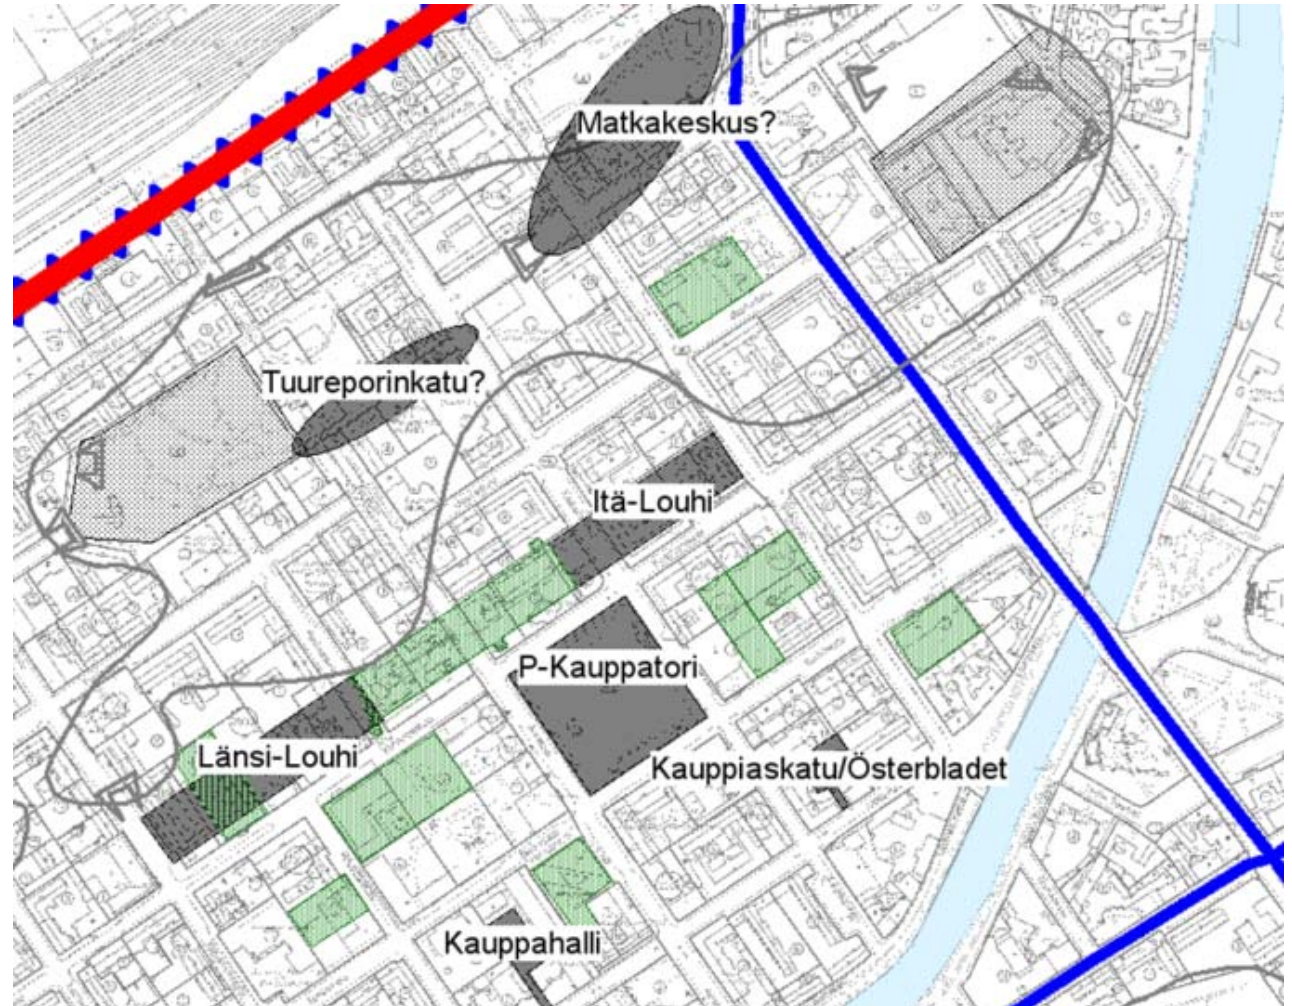 Matkakeskus?
Tuureporinkatu?
Itä-Louhi
P-Kauppatori
Länsi-Louhi
Kauppiaskatu/Österbladet
Kauppahalli